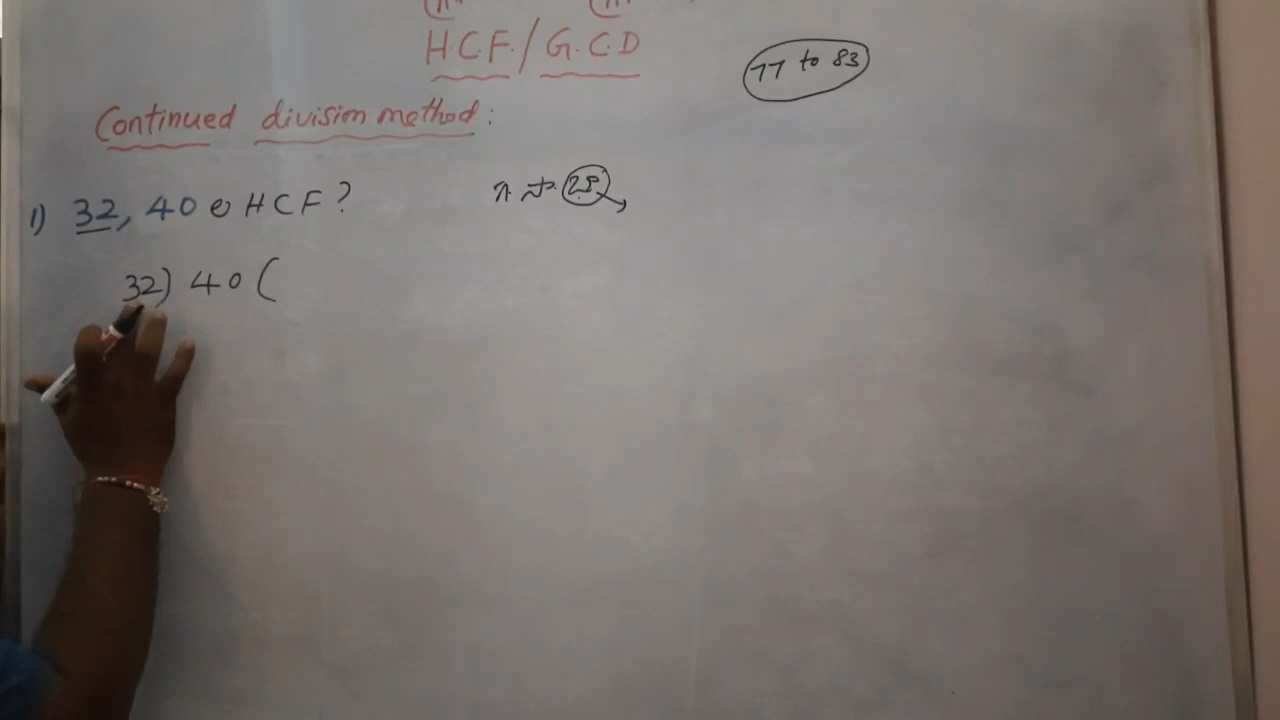 H.C.F. / G.C.D
77 to 83
Continued division method:
1) 32, 40 ల HCF?
32) 40 (